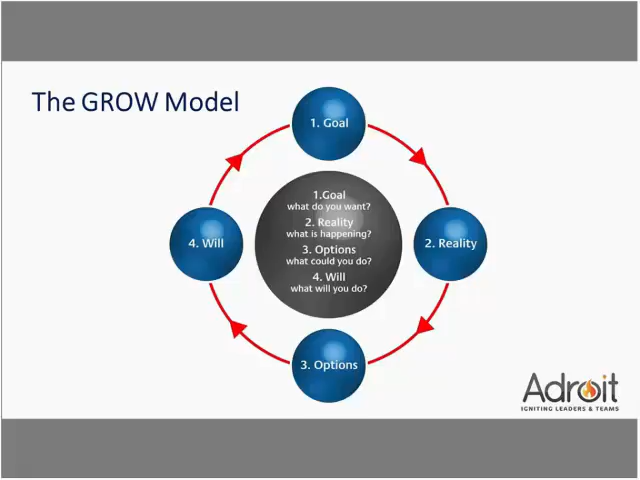 The GROW Model
1. Goal
1.Goal
what do you want?
2. Reality
what is happening?
3. Options
what could you do?
4. Will
what will you do?
4. Will
2. Reality
3. Options
Adroit
IGNITING LEADERS & TEAMS